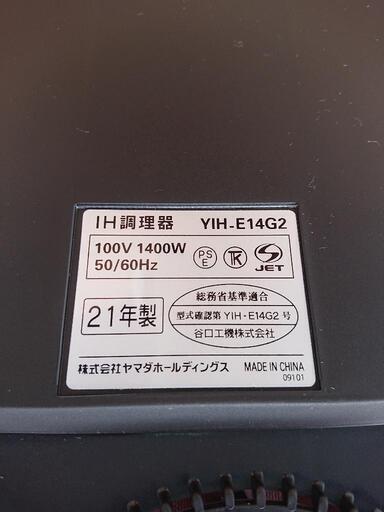 IH調理器 YIH-E14G2
100V 1400W
50/60Hz
PS
E
JET
21年製
総務省基準適合
型式確認第 YIH-E14G2 号
谷口工機株式会社
株式会社ヤマダホールディングス MADE IN CHINA
09101